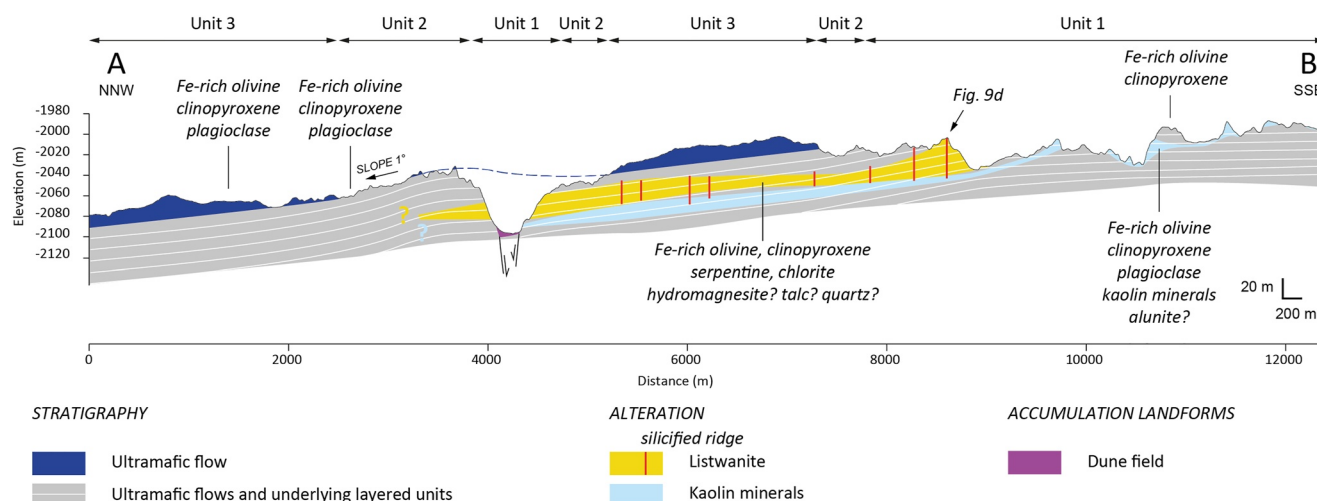 Unit 3 Unit 2 Unit 1 Unit 2 Unit 3 Unit 2 Unit 1
A
NNW
B
Fe-rich olivine
clinopyroxene
plagioclase
Fe-rich olivine
clinopyroxene
plagioclase
Fe-rich olivine
clinopyroxene
Fig. 9d
SLOPE 1°
Elevation (m)
-1980
-2000
-2020
-2040
-2060
-2080
-2100
-2120
?
?
Fe-rich olivine, clinopyroxene
serpentine, chlorite
hydromagnesite? talc? quartz?
Fe-rich olivine
clinopyroxene
plagioclase
kaolin minerals
alunite?
20 m
200 m
0 2000 4000 6000 8000 10000 12000
Distance (m)
STRATIGRAPHY
Ultramafic flow
Ultramafic flows and underlying layered units
ALTERATION
silicified ridge
Listwanite
Kaolin minerals
ACCUMULATION LANDFORMS
Dune field